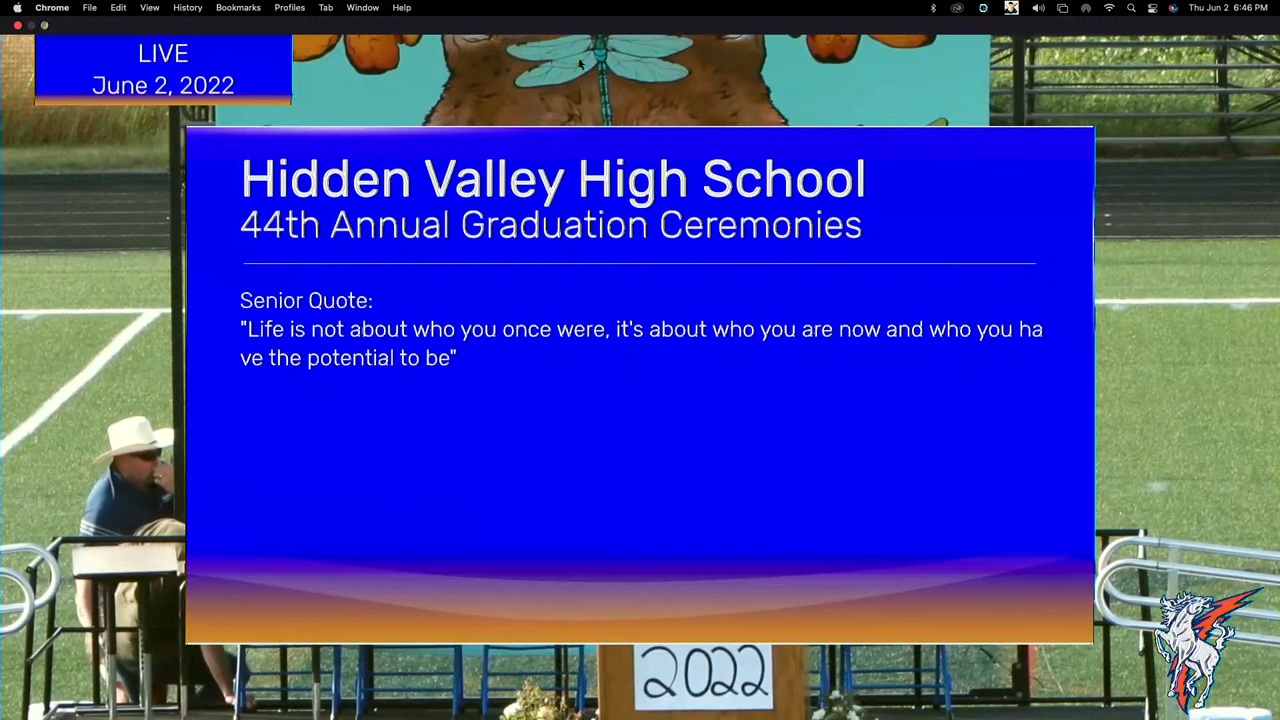 Chrome File Edit View History Bookmarks Profiles Tab Window Help Thu Jun 2 6:46 PM
LIVE
June 2, 2022
Hidden Valley High School
44th Annual Graduation Ceremonies
Senior Quote:
"Life is not about who you once were, it's about who you are now and who you ha
ve the potential to be"
2022